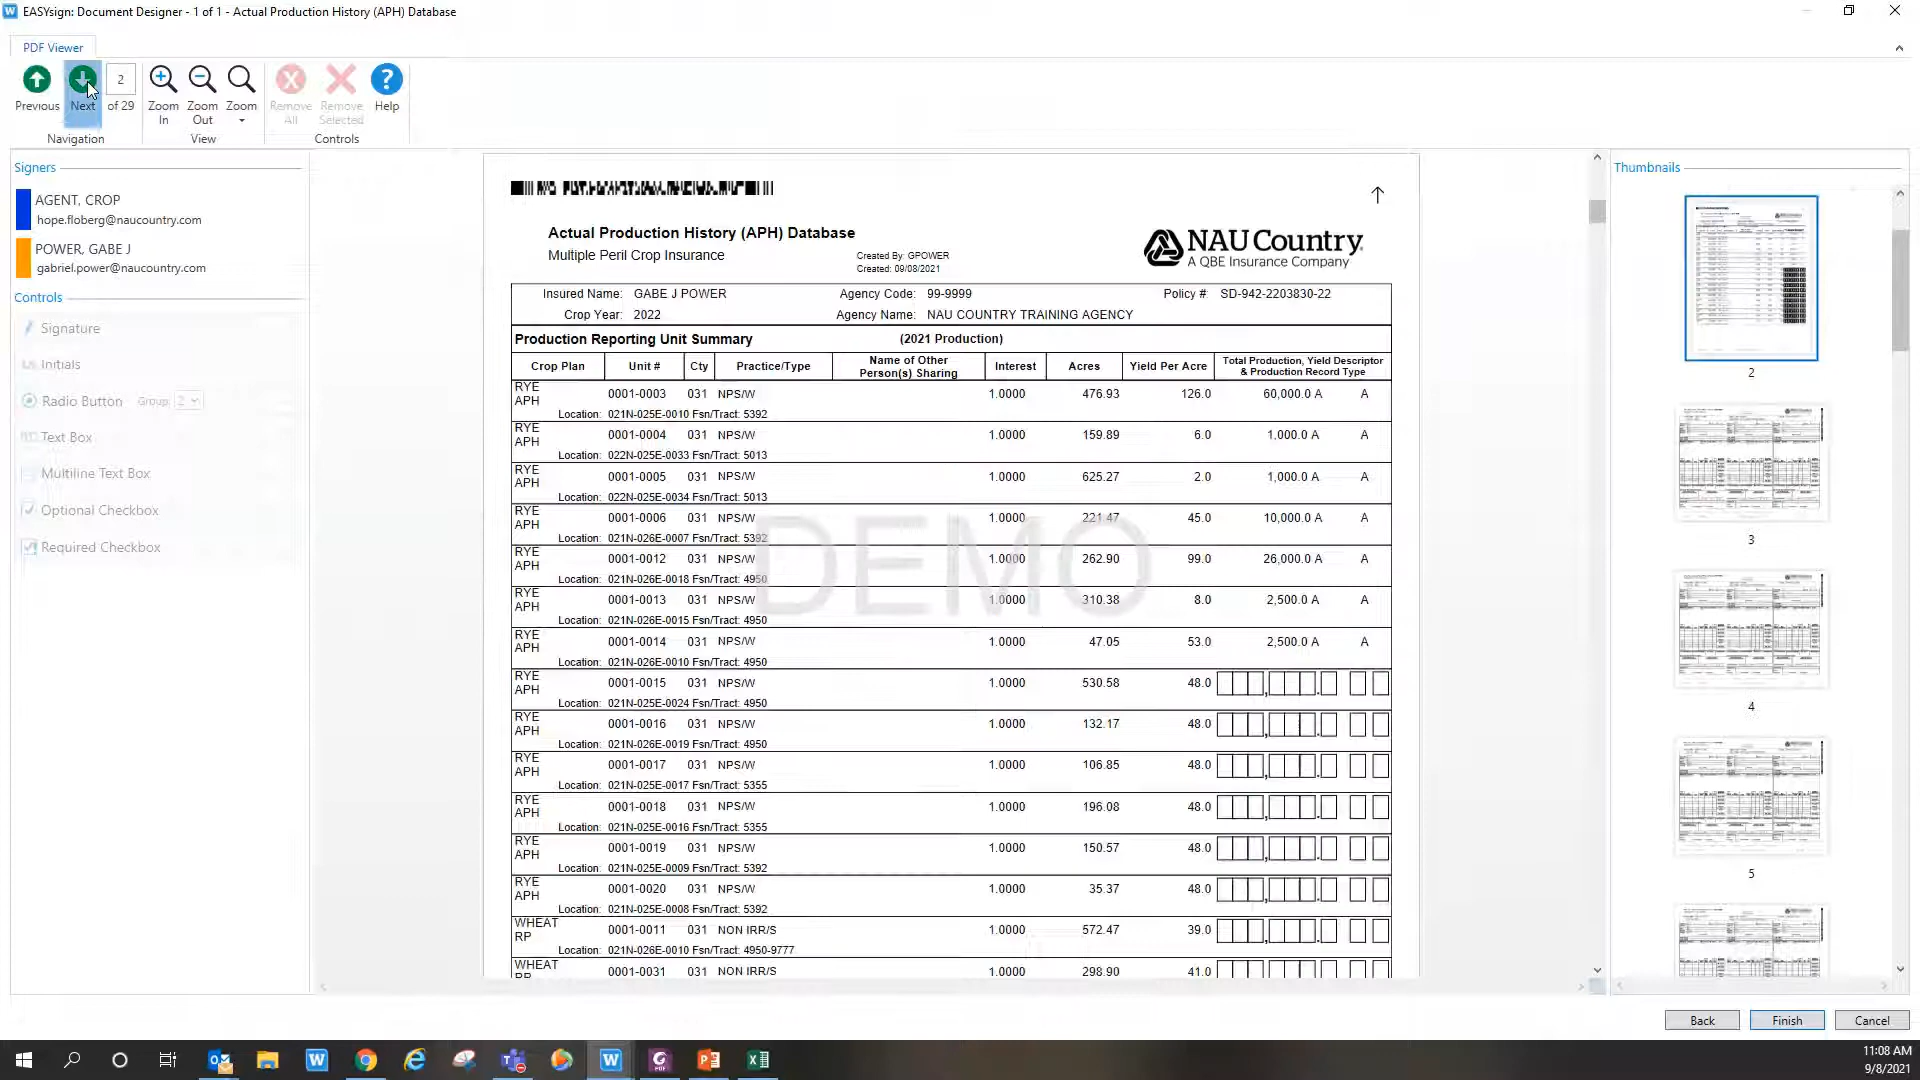 EASYsign: Document Designer - 1 of 1 - Actual Production History (APH) Database
PDF Viewer
Previous
Next
2
of 29
Zoom In
Zoom Out
Zoom
Remove All
Remove Selected
Help
Navigation
View
Controls
Signers
AGENT, CROP
hope.floberg@naucountry.com
POWER, GABE J
gabriel.power@naucountry.com
Controls
Signature
Initials
Radio Button Group: 2
Text Box
Multiline Text Box
Optional Checkbox
Required Checkbox
Actual Production History (APH) Database
Multiple Peril Crop Insurance
Created By: GPOWER
Created: 09/08/2021
NAU Country
A QBE Insurance Company
Insured Name: GABE J POWER Agency Code: 99-9999 Policy # SD-942-2203830-22
Crop Year: 2022 Agency Name: NAU COUNTRY TRAINING AGENCY
Production Reporting Unit Summary (2021 Production)
Crop Plan Unit # Cty Practice/Type Name of Other Person(s) Sharing Interest Acres Yield Per Acre Total Production, Yield Descriptor & Production Record Type
RYE APH 0001-0003 031 NPS/W 1.0000 476.93 126.0 60,000.0 A A
Location: 021N-025E-0010 Fsn/Tract: 5392
RYE APH 0001-0004 031 NPS/W 1.0000 159.89 6.0 1,000.0 A A
Location: 022N-025E-0033 Fsn/Tract: 5013
RYE APH 0001-0005 031 NPS/W 1.0000 625.27 2.0 1,000.0 A A
Location: 022N-025E-0034 Fsn/Tract: 5013
RYE APH 0001-0006 031 NPS/W 1.0000 221.47 45.0 10,000.0 A A
Location: 021N-026E-0007 Fsn/Tract: 5392
RYE APH 0001-0012 031 NPS/W 1.0000 262.90 99.0 26,000.0 A A
Location: 021N-026E-0018 Fsn/Tract: 4950
RYE APH 0001-0013 031 NPS/W 1.0000 310.38 8.0 2,500.0 A A
Location: 021N-026E-0015 Fsn/Tract: 4950
RYE APH 0001-0014 031 NPS/W 1.0000 47.05 53.0 2,500.0 A A
Location: 021N-026E-0010 Fsn/Tract: 4950
RYE APH 0001-0015 031 NPS/W 1.0000 530.58 48.0
Location: 021N-025E-0024 Fsn/Tract: 4950
RYE APH 0001-0016 031 NPS/W 1.0000 132.17 48.0
Location: 021N-026E-0019 Fsn/Tract: 4950
RYE APH 0001-0017 031 NPS/W 1.0000 106.85 48.0
Location: 021N-025E-0017 Fsn/Tract: 5355
RYE APH 0001-0018 031 NPS/W 1.0000 196.08 48.0
Location: 021N-025E-0016 Fsn/Tract: 5355
RYE APH 0001-0019 031 NPS/W 1.0000 150.57 48.0
Location: 021N-025E-0009 Fsn/Tract: 5392
RYE APH 0001-0020 031 NPS/W 1.0000 35.37 48.0
Location: 021N-025E-0008 Fsn/Tract: 5392
WHEAT RP 0001-0011 031 NON IRR/S 1.0000 572.47 39.0
Location: 021N-026E-0010 Fsn/Tract: 4950-9777
WHEAT 0001-0031 031 NON IRR/S 1.0000 298.90 41.0
DEMO
Thumbnails
2
3
4
5
Back
Finish
Cancel
11:08 AM
9/8/2021